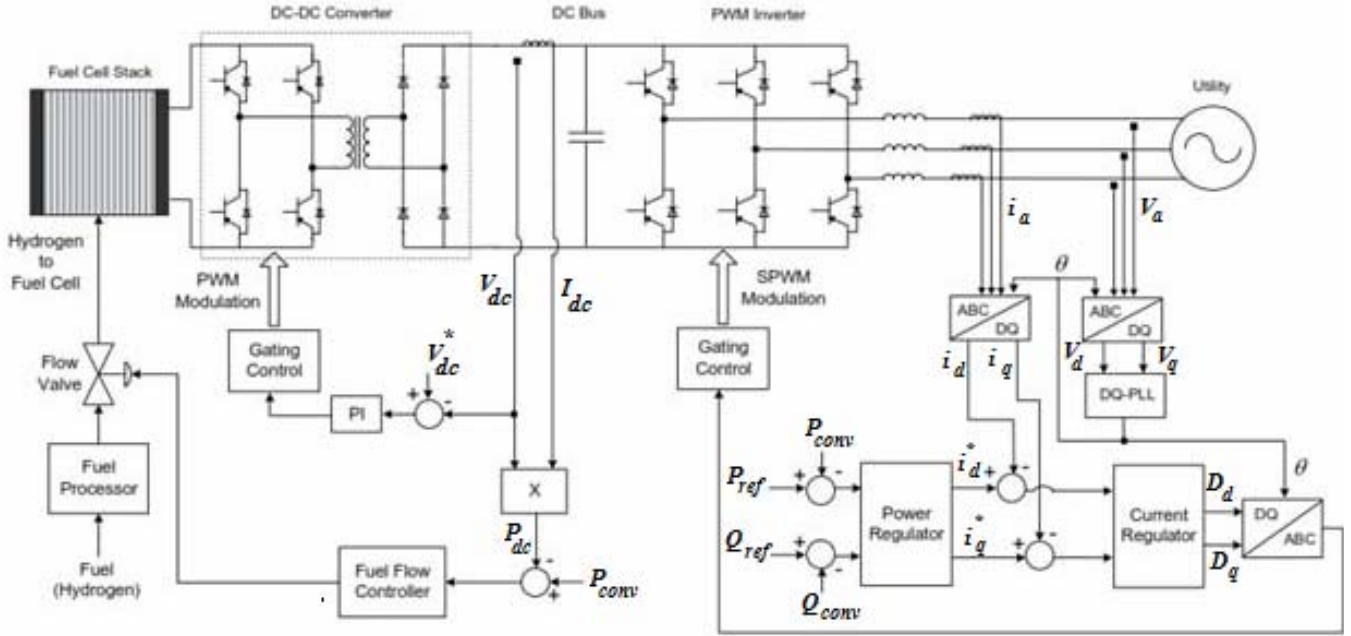 DC-DC Converter
DC Bus
PWM Inverter
Fuel Cell Stack
Utility
Hydrogen
to
Fuel Cell
PWM
Modulation
V_dc
I_dc
SPWM
Modulation
i_a
V_a
θ
ABC
DQ
ABC
DQ
i_d
i_q
V_d
V_q
DQ-PLL
Flow
Valve
Gating
Control
V*_dc
+
-
PI
Gating
Control
Fuel
Processor
Fuel
(Hydrogen)
X
P_dc
-
+
P_conv
Fuel Flow
Controller
P_conv
P_ref
+
-
Q_ref
+
-
Q_conv
Power
Regulator
i*_d
+
-
i*_q
+
-
Current
Regulator
D_d
D_q
θ
DQ
ABC